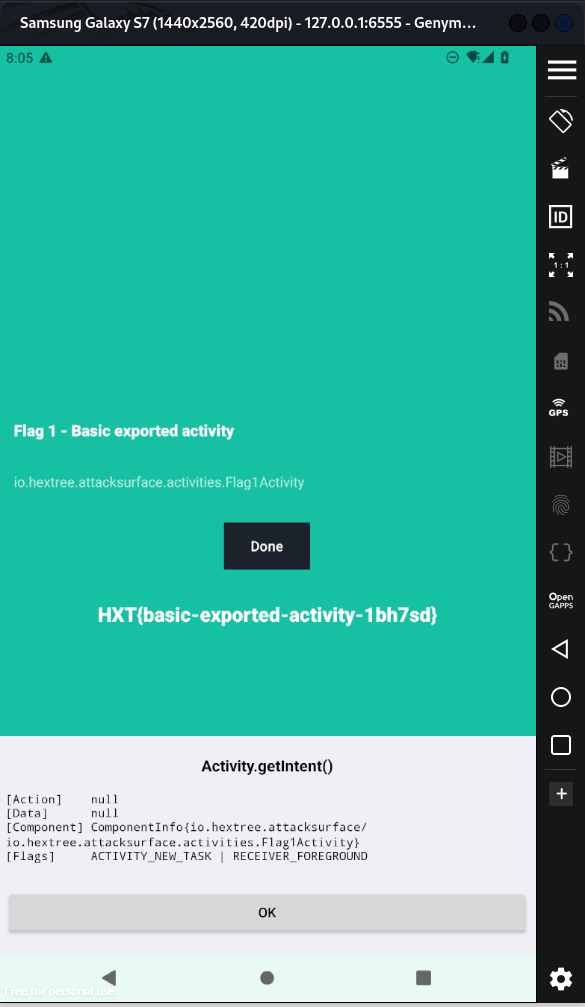 Samsung Galaxy S7 (1440x2560, 420dpi) - 127.0.0.1:6555 - Genym...
8:05
ID
1:1
GPS
Flag 1 - Basic exported activity
io.hextree.attacksurface.activities.Flag1Activity
Done
Open
GAPPS
HXT{basic-exported-activity-1bh7sd}
Activity.getIntent()
[Action] null
[Data] null
[Component] ComponentInfo{io.hextree.attacksurface/
io.hextree.attacksurface.activities.Flag1Activity}
[Flags] ACTIVITY_NEW_TASK | RECEIVER_FOREGROUND
OK
Free for personal use